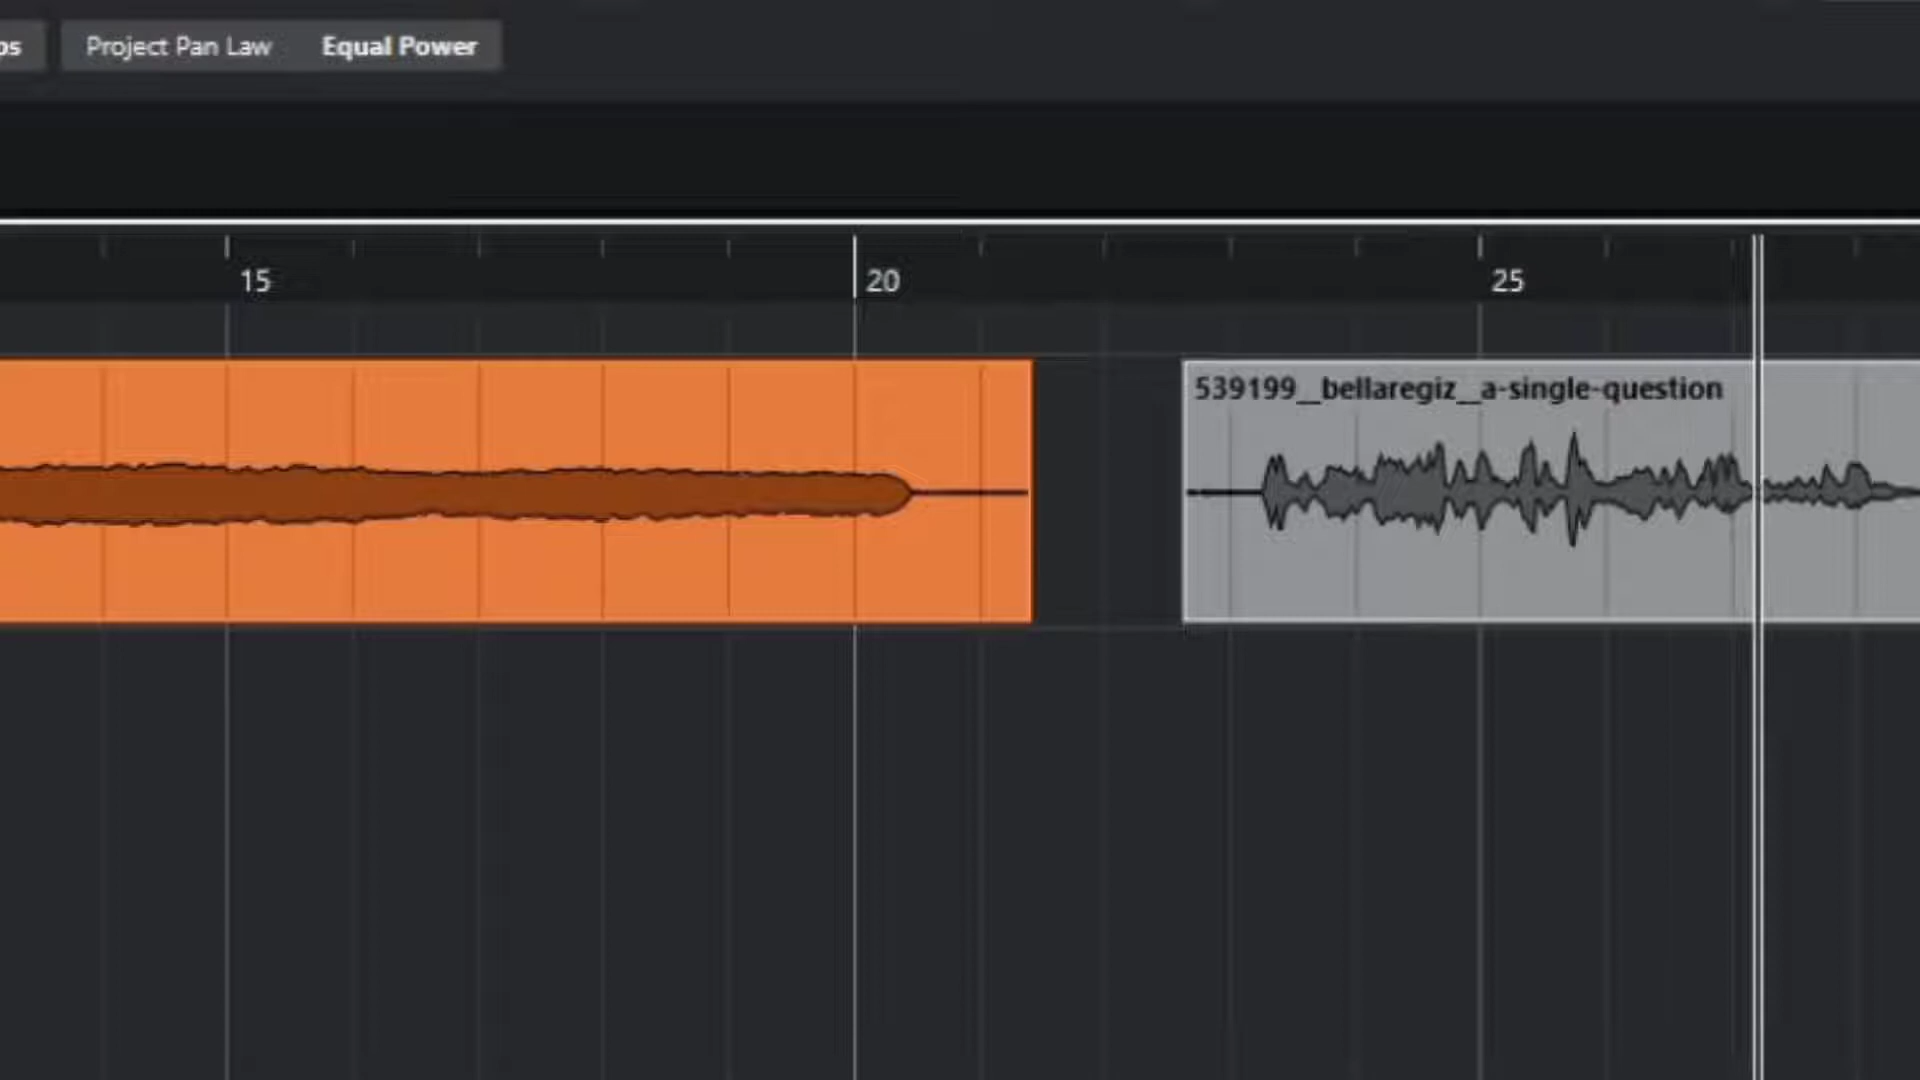 Project Pan Law Equal Power
15 20 25
539199__bellaregiz__a-single-question